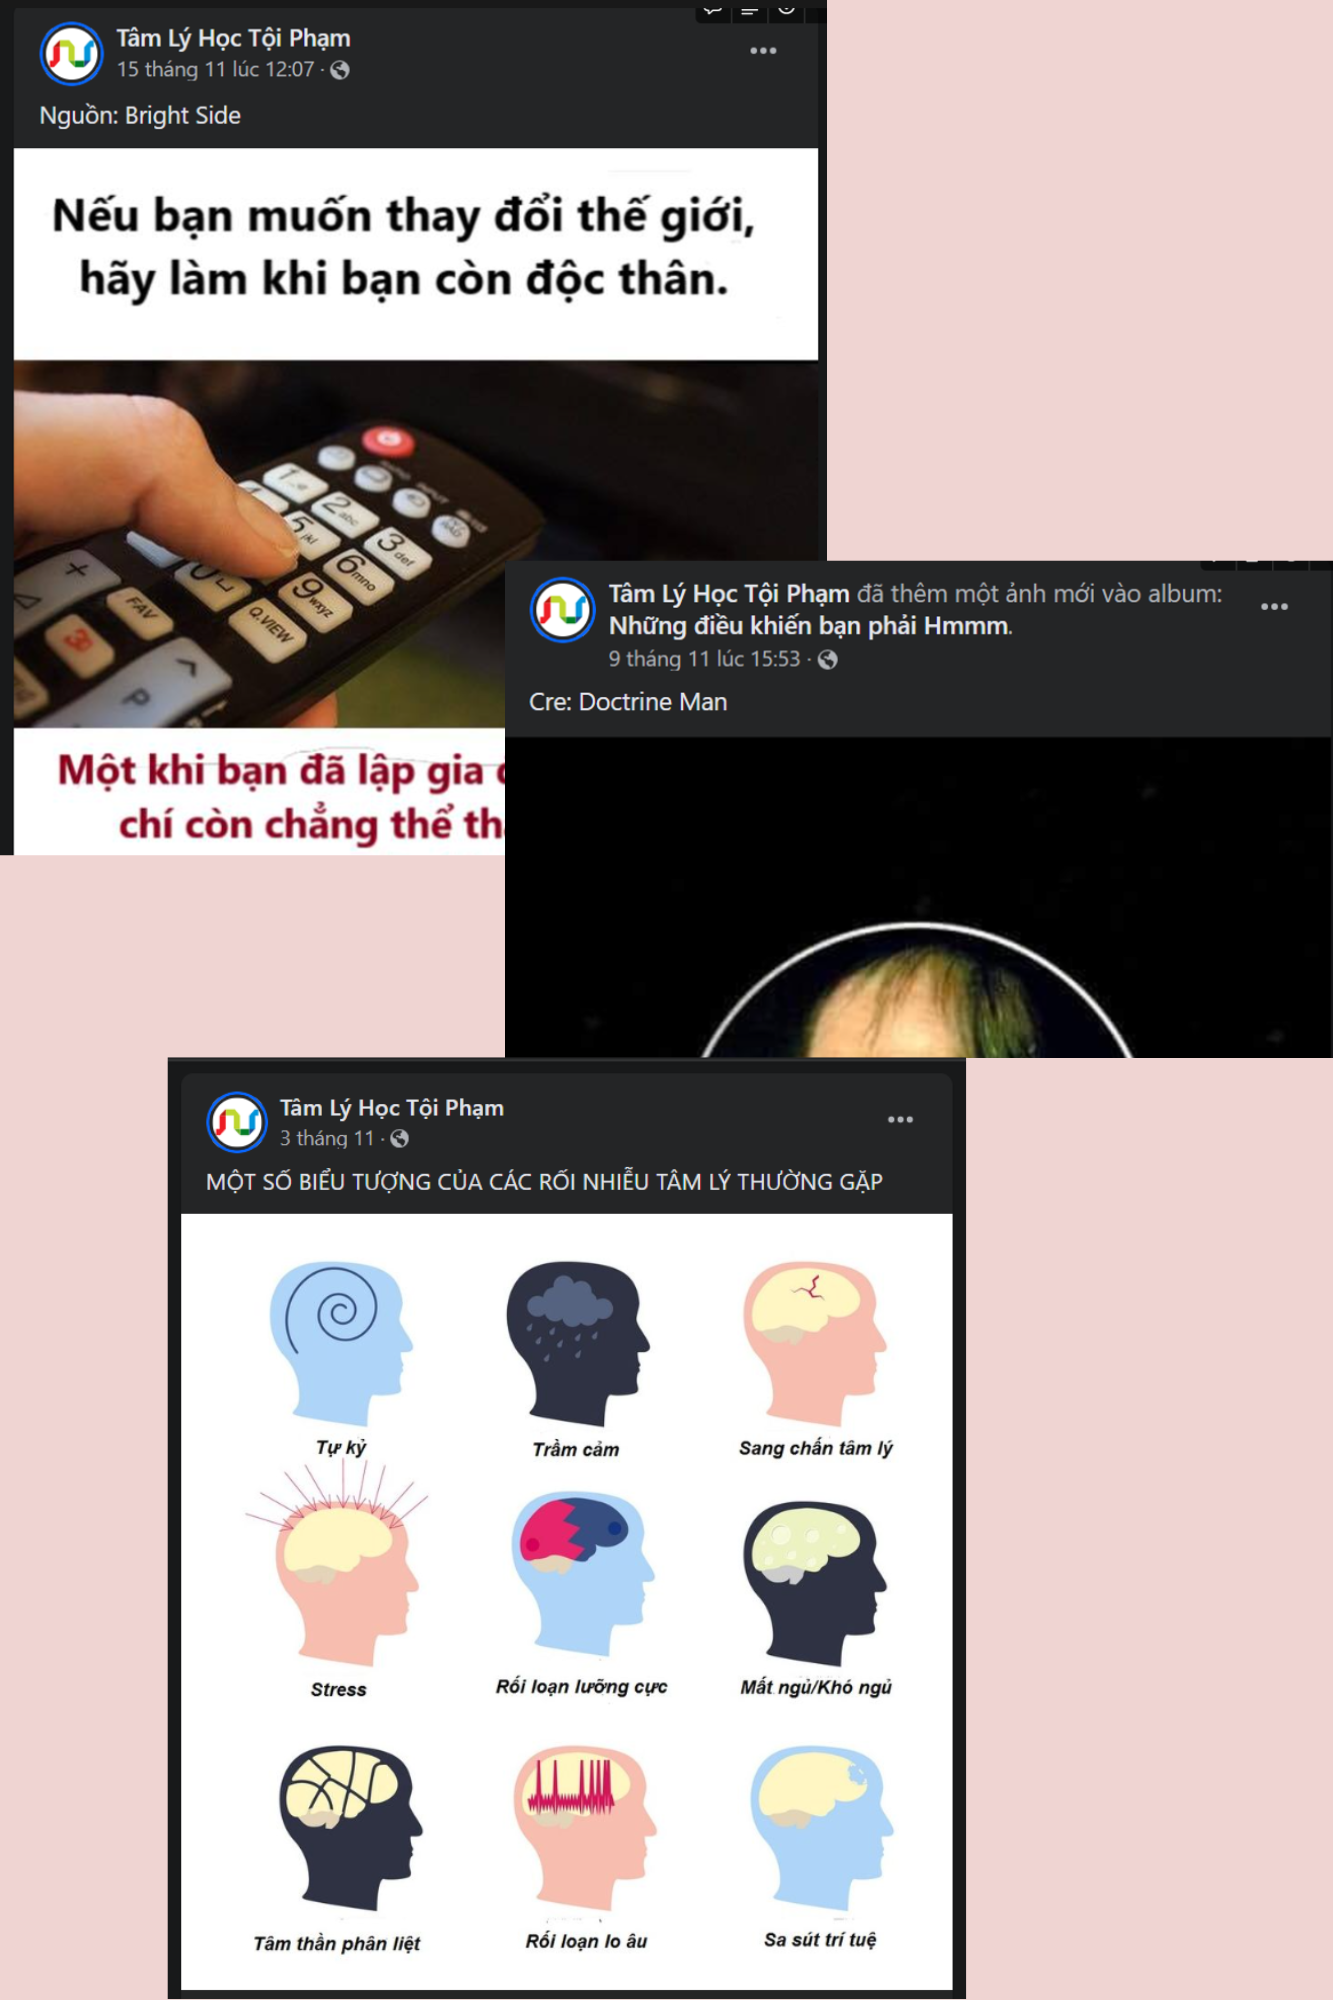 Tâm Lý Học Tội Phạm
15 tháng 11 lúc 12:07
Nguồn: Bright Side
Nếu bạn muốn thay đổi thế giới,
hãy làm khi bạn còn độc thân.
1
2 abc
3 def
5 jkl
6 mno
9 wxyz
0
Q.VIEW
FAV
+
P
Một khi bạn đã lập gia
chí còn chẳng thể
Tâm Lý Học Tội Phạm đã thêm một ảnh mới vào album:
Những điều khiến bạn phải Hmmm.
9 tháng 11 lúc 15:53
Cre: Doctrine Man
Tâm Lý Học Tội Phạm
3 tháng 11
MỘT SỐ BIỂU TƯỢNG CỦA CÁC RỐI NHIỄU TÂM LÝ THƯỜNG GẶP
Tự kỷ
Trầm cảm
Sang chấn tâm lý
Stress
Rối loạn lưỡng cực
Mất ngủ/Khó ngủ
Tâm thần phân liệt
Rối loạn lo âu
Sa sút trí tuệ